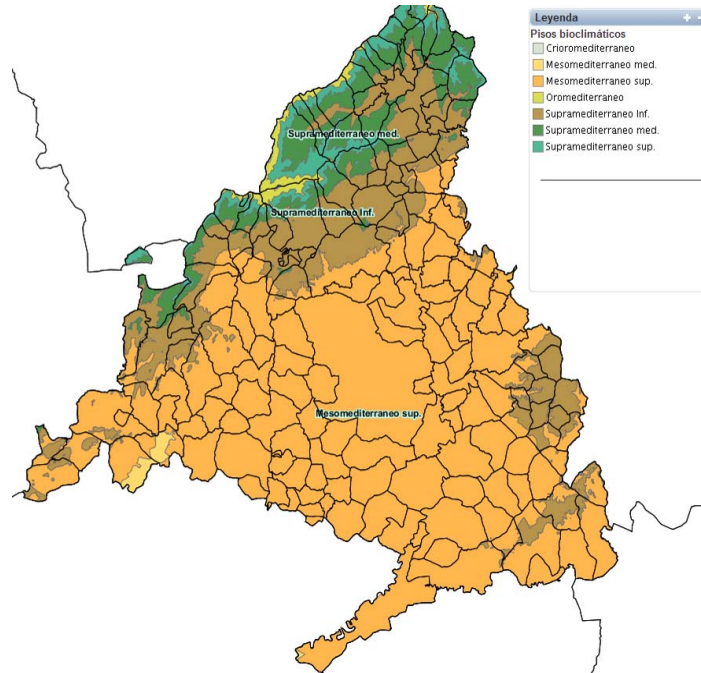 Leyenda
Pisos bioclimáticos
Crioromediterraneo
Mesomediterraneo med.
Mesomediterraneo sup.
Oromediterraneo
Supramediterraneo Inf.
Supramediterraneo med.
Supramediterraneo sup.
Supramediterraneo med.
Supramediterraneo Inf.
Mesomediterraneo sup.